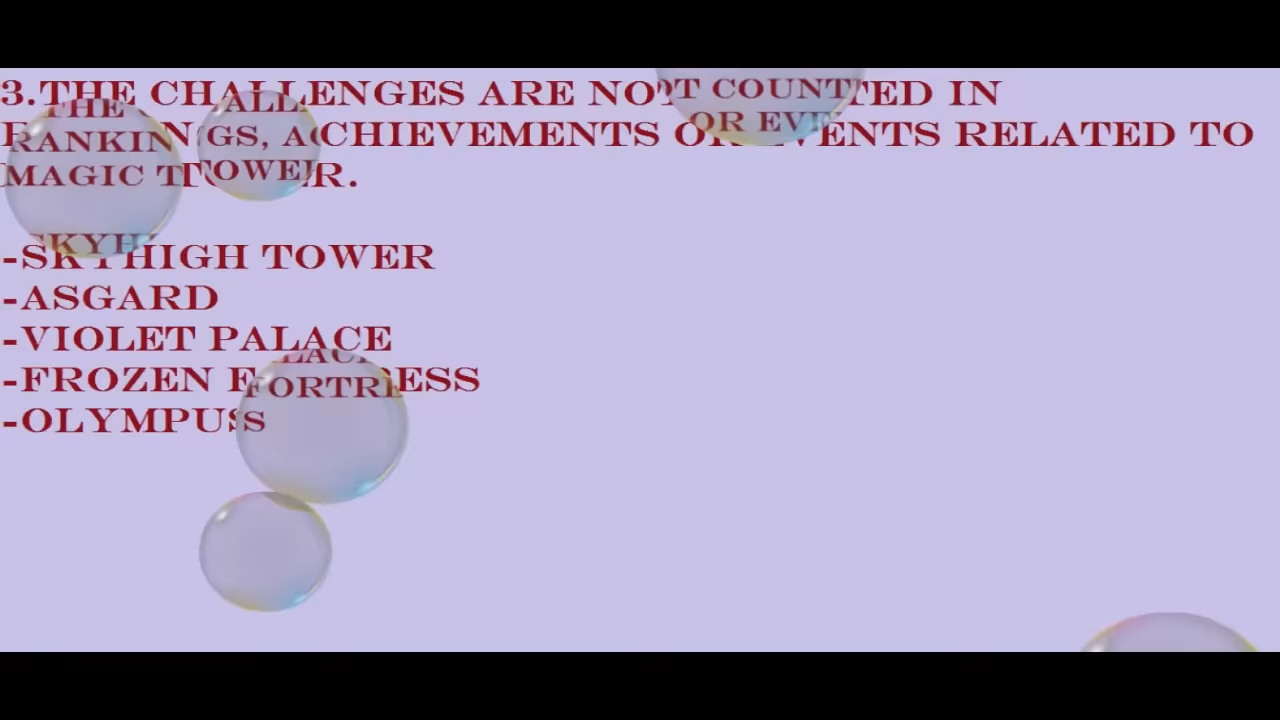 3.THE CHALLENGES ARE NOT COUNTED IN
RANKINGS, ACHIEVEMENTS OR EVENTS RELATED TO
MAGIC TOWER.
-SKYHIGH TOWER
-ASGARD
-VIOLET PALACE
-FROZEN FORTRESS
-OLYMPUS